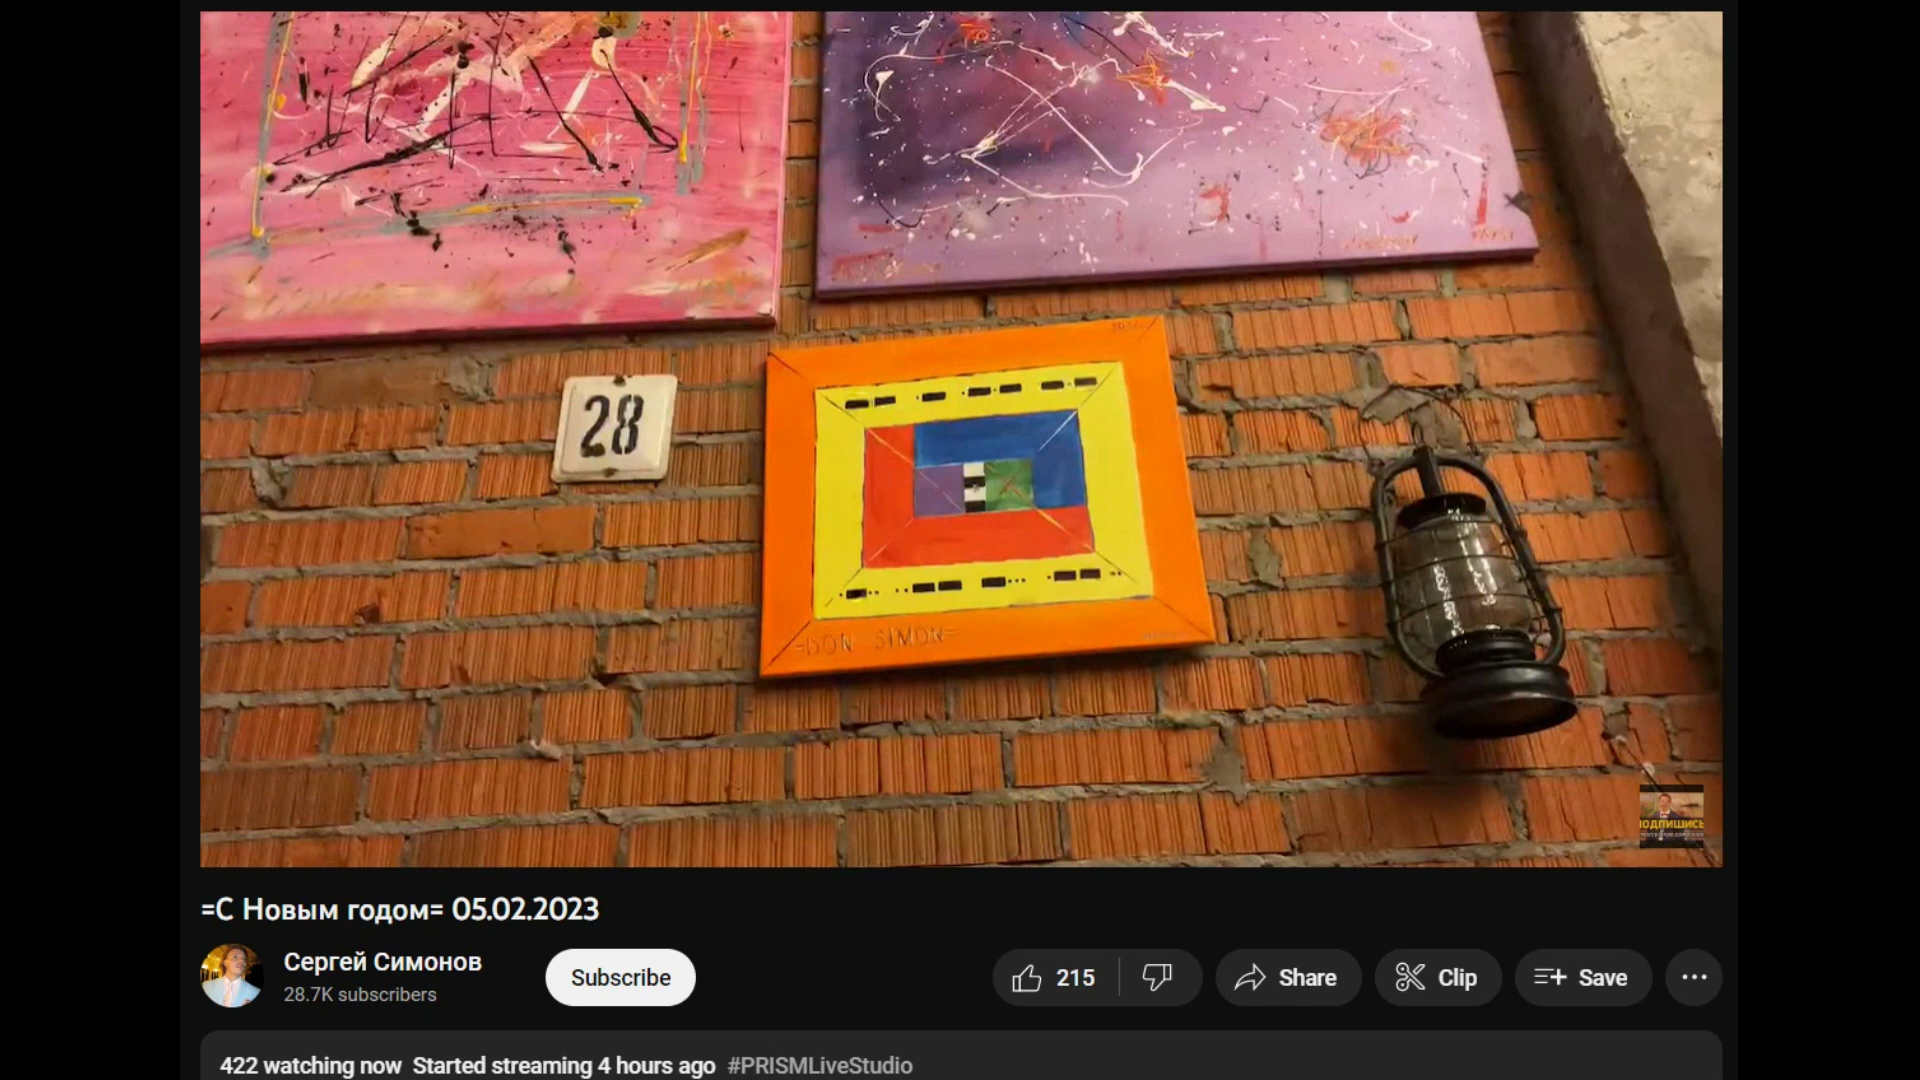 28
=DON SIMON=
ПОДПИШИСЬ
=С Новым годом= 05.02.2023
Сергей Симонов
28.7K subscribers
Subscribe
215
Share
Clip
Save
422 watching now Started streaming 4 hours ago #PRISMLiveStudio